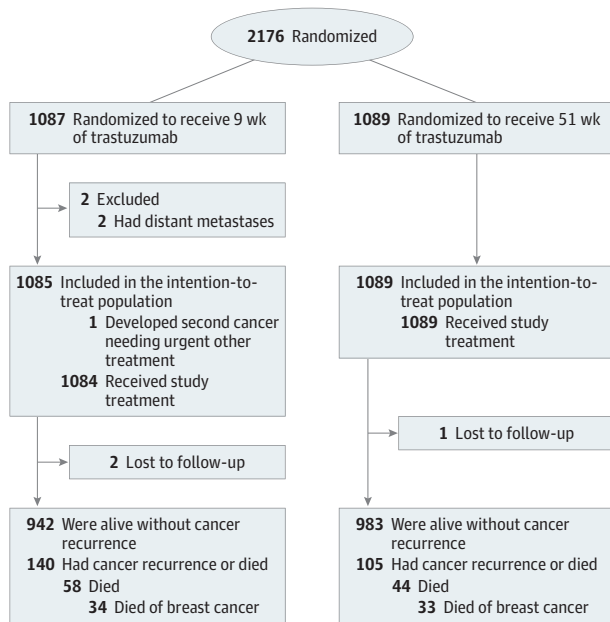 2176 Randomized
1087 Randomized to receive 9 wk
of trastuzumab
1089 Randomized to receive 51 wk
of trastuzumab
2 Excluded
2 Had distant metastases
1085 Included in the intention-to-
treat population
1 Developed second cancer
needing urgent other
treatment
1084 Received study
treatment
1089 Included in the intention-to-
treat population
1089 Received study
treatment
2 Lost to follow-up
1 Lost to follow-up
942 Were alive without cancer
recurrence
140 Had cancer recurrence or died
58 Died
34 Died of breast cancer
983 Were alive without cancer
recurrence
105 Had cancer recurrence or died
44 Died
33 Died of breast cancer